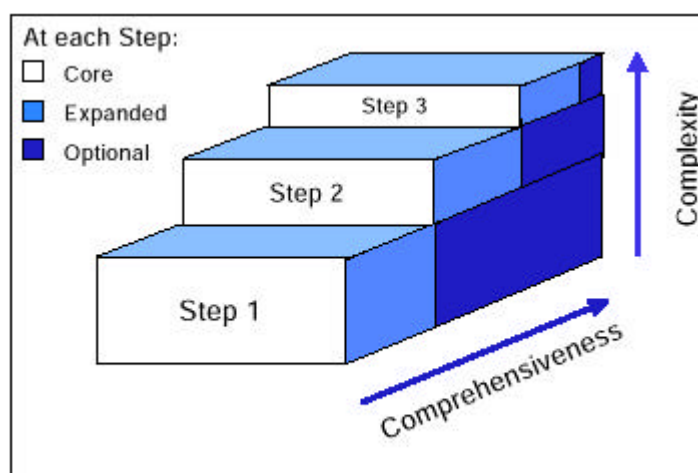 At each Step:
Core
Expanded
Optional
Step 3
Step 2
Step 1
Complexity
Comprehensiveness